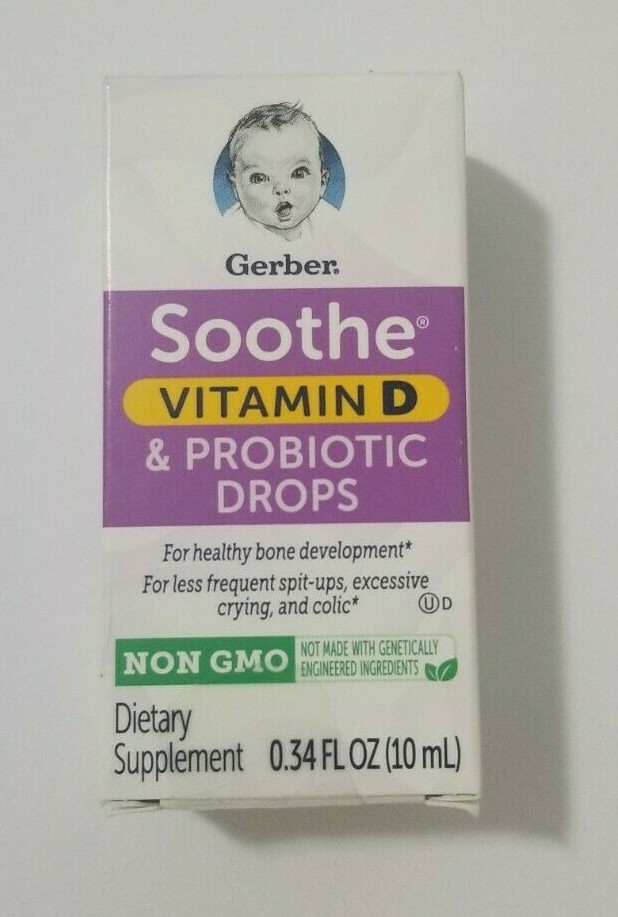 Gerber.
Soothe®
VITAMIN D
& PROBIOTIC
DROPS
For healthy bone development*
For less frequent spit-ups, excessive
crying, and colic*
Ⓤ D
NON GMO
NOT MADE WITH GENETICALLY
ENGINEERED INGREDIENTS
Dietary
Supplement 0.34 FL OZ (10 mL)